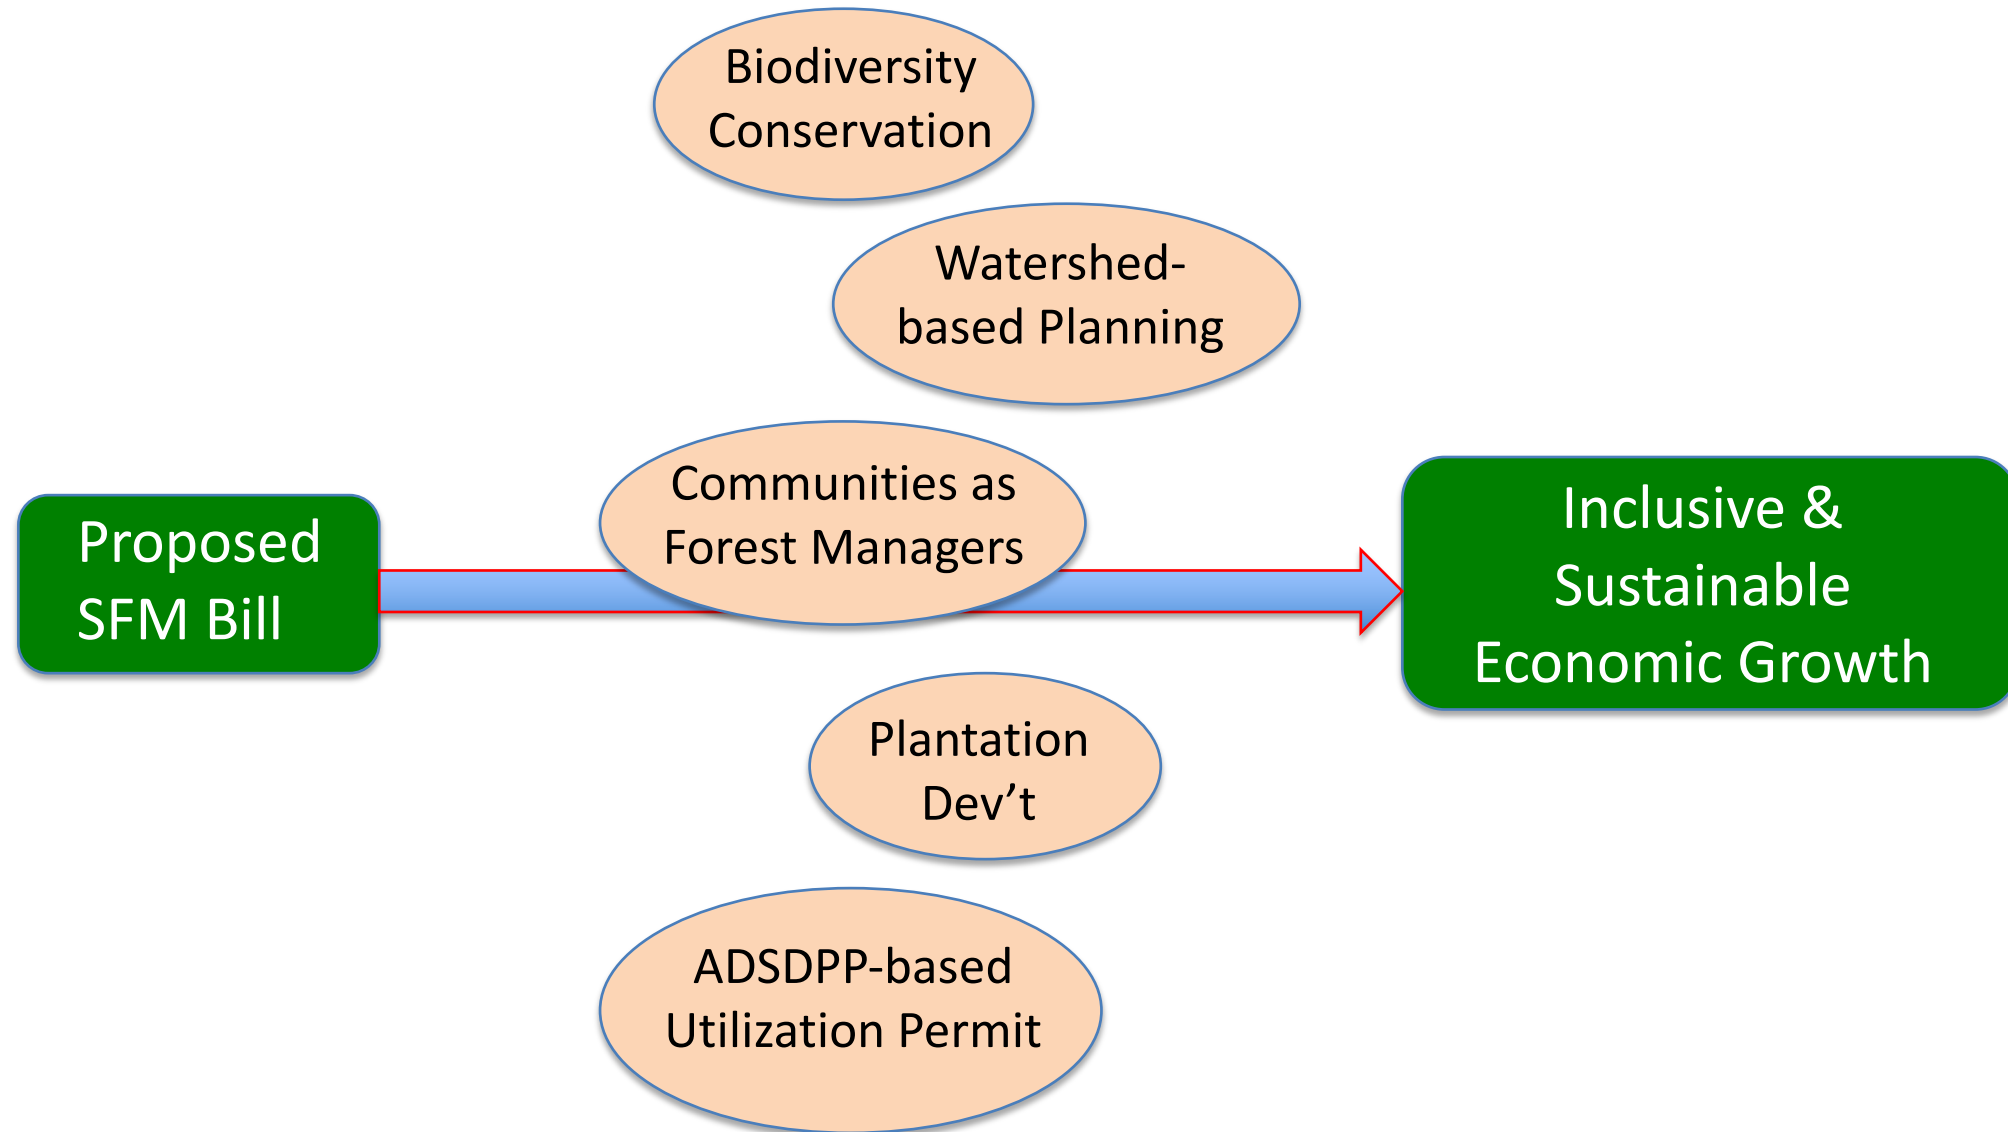 Biodiversity
Conservation
Watershed-
based Planning
Communities as
Forest Managers
Proposed
SFM Bill
Inclusive &
Sustainable
Economic Growth
Plantation
Dev’t
ADSDPP-based
Utilization Permit